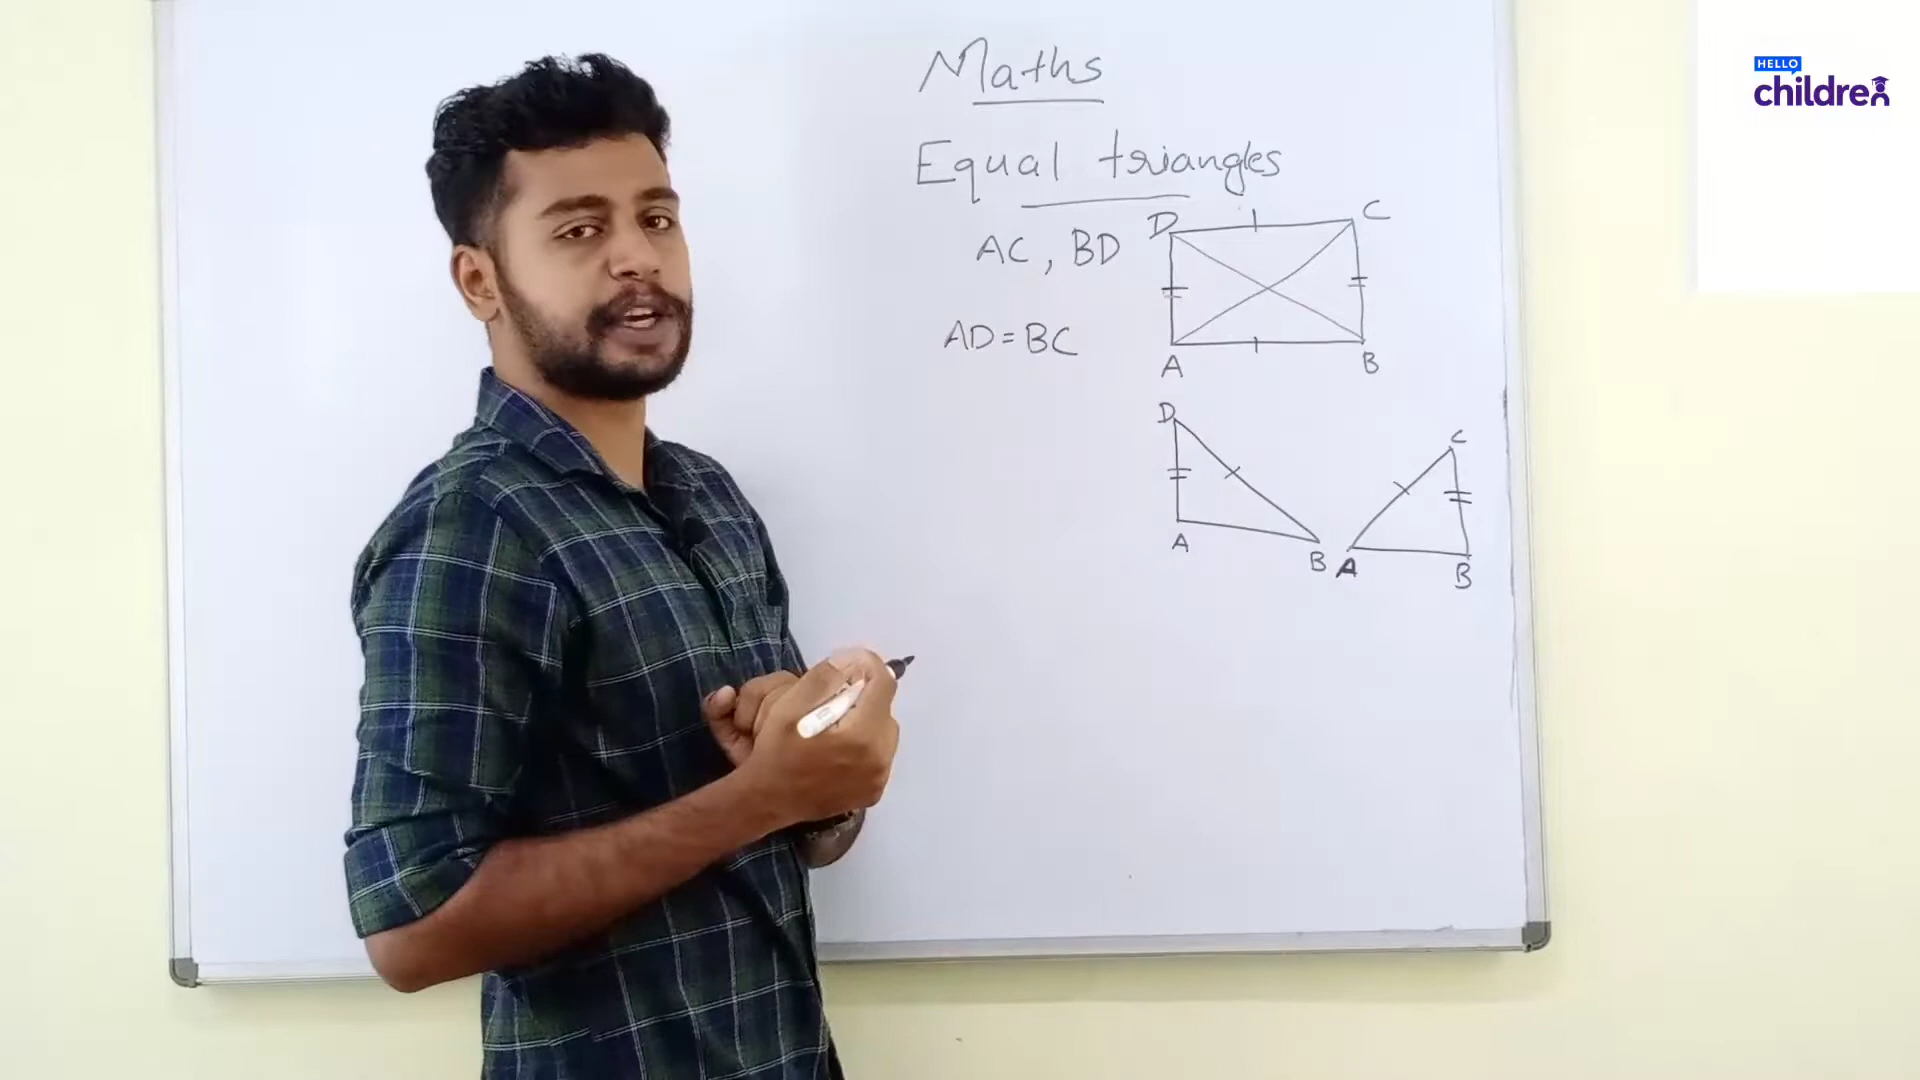 HELLO
children
Maths
Equal triangles
AC, BD
D C
AD=BC
A B
D
C
A
B A B